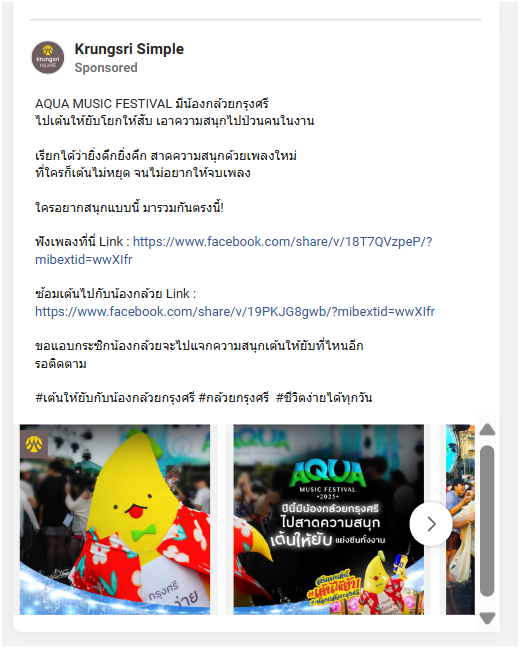 krungsri
กรุงศรี
Krungsri Simple
Sponsored
AQUA MUSIC FESTIVAL มีน้องกล้วยกรุงศรี
ไปเต้นให้ยับโยกให้สับ เอาความสนุกไปป่วนคนในงาน
เรียกได้ว่ายิ่งดึกยิ่งคึก สาดความสนุกด้วยเพลงใหม่
ที่ใครก็เต้นไม่หยุด จนไม่อยากให้จบเพลง
ใครอยากสนุกแบบนี้ มารวมกันตรงนี้!
ฟังเพลงที่นี่ Link : https://www.facebook.com/share/v/18T7QVzpeP/?
mibextid=wwXIfr
ซ้อมเต้นไปกับน้องกล้วย Link :
https://www.facebook.com/share/v/19PKJG8gwb/?mibextid=wwXIfr
ขอแอบกระซิกน้องกล้วยจะไปแจกความสนุกเต้นให้ยับที่ไหนอีก
รอติดตาม
#เต้นให้ยับกับน้องกล้วยกรุงศรี #กล้วยกรุงศรี #ชีวิตง่ายได้ทุกวัน
กรุงศรี
ง่าย
AQUA
MUSIC FESTIVAL
•2025•
ปีนี้มีน้องกล้วยกรุงศรี
ไปสาดความสนุก
เต้นให้ยับ แย่งซีนทั้งงาน
#เต้นให้ยับ